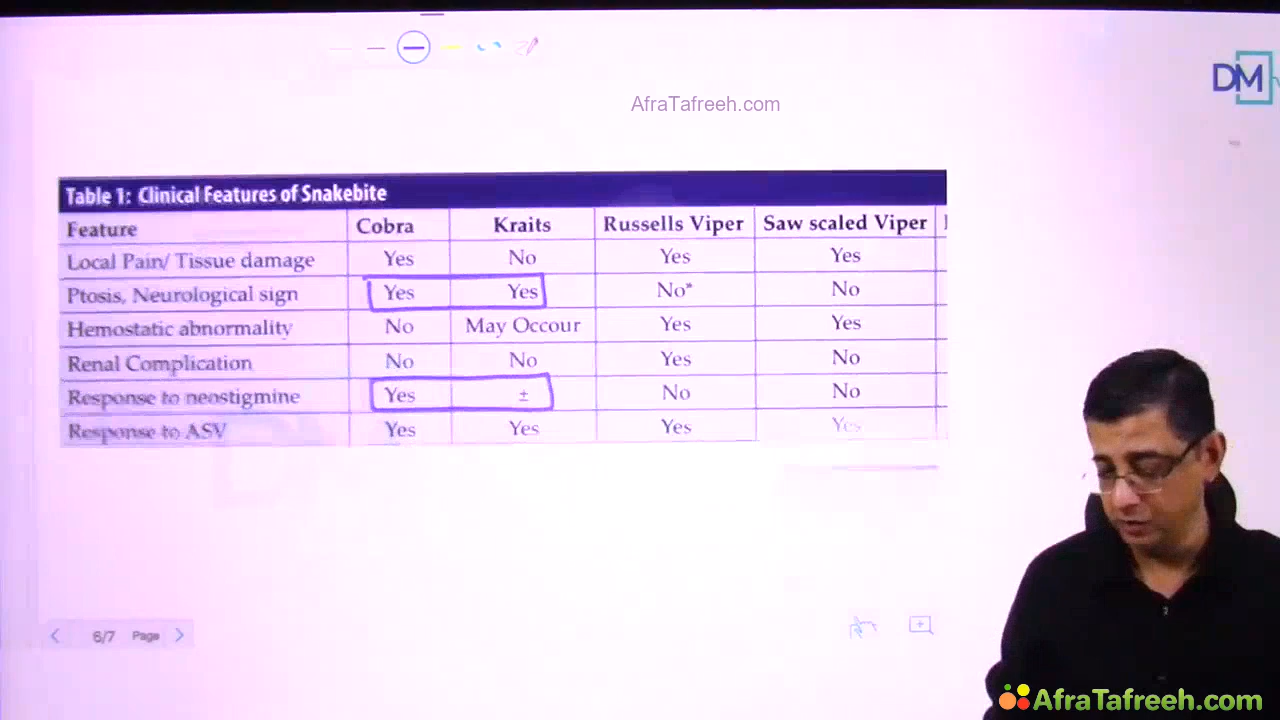 AfraTafreeh.com
DM
Table 1: Clinical Features of Snakebite
Feature Cobra Kraits Russells Viper Saw scaled Viper
Local Pain/ Tissue damage Yes No Yes Yes
Ptosis, Neurological sign Yes Yes No* No
Hemostatic abnormality No May Occour Yes Yes
Renal Complication No No Yes No
Response to neostigmine Yes ± No No
Response to ASV Yes Yes Yes Yes
6/7 Page
AfraTafreeh.com